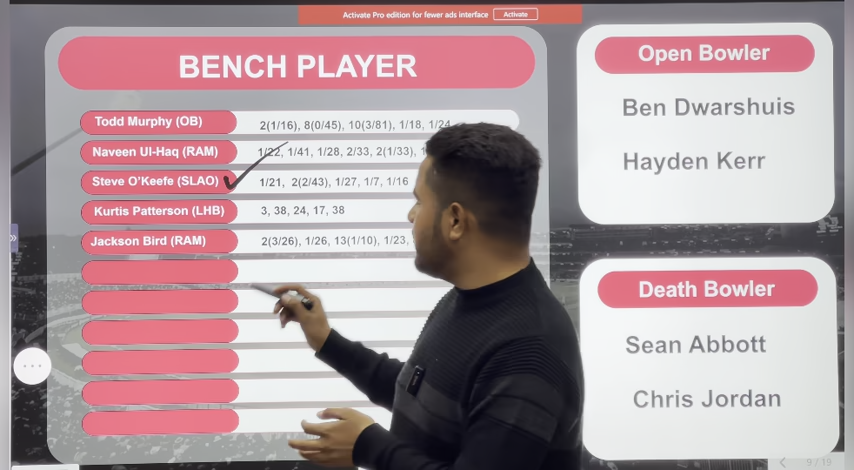 Activate Pro edition for fewer ads interface Activate
BENCH PLAYER
Todd Murphy (OB) 2(1/16), 8(0/45), 10(3/81), 1/18, 1/24
Naveen Ul-Haq (RAM) 1/22, 1/41, 1/28, 2/33, 2(1/33), 1
Steve O'Keefe (SLAO) 1/21, 2(2/43), 1/27, 1/7, 1/16
Kurtis Patterson (LHB) 3, 38, 24, 17, 38
Jackson Bird (RAM) 2(3/26), 1/26, 13(1/10), 1/23,
Open Bowler
Ben Dwarshuis
Hayden Kerr
Death Bowler
Sean Abbott
Chris Jordan
9 / 19